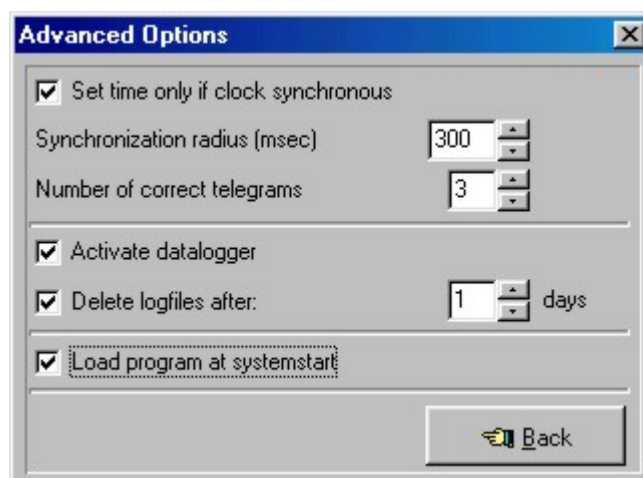 Advanced Options
Set time only if clock synchronous
Synchronization radius (msec) 300
Number of correct telegrams 3
Activate datalogger
Delete logfiles after: 1 days
Load program at systemstart
Back